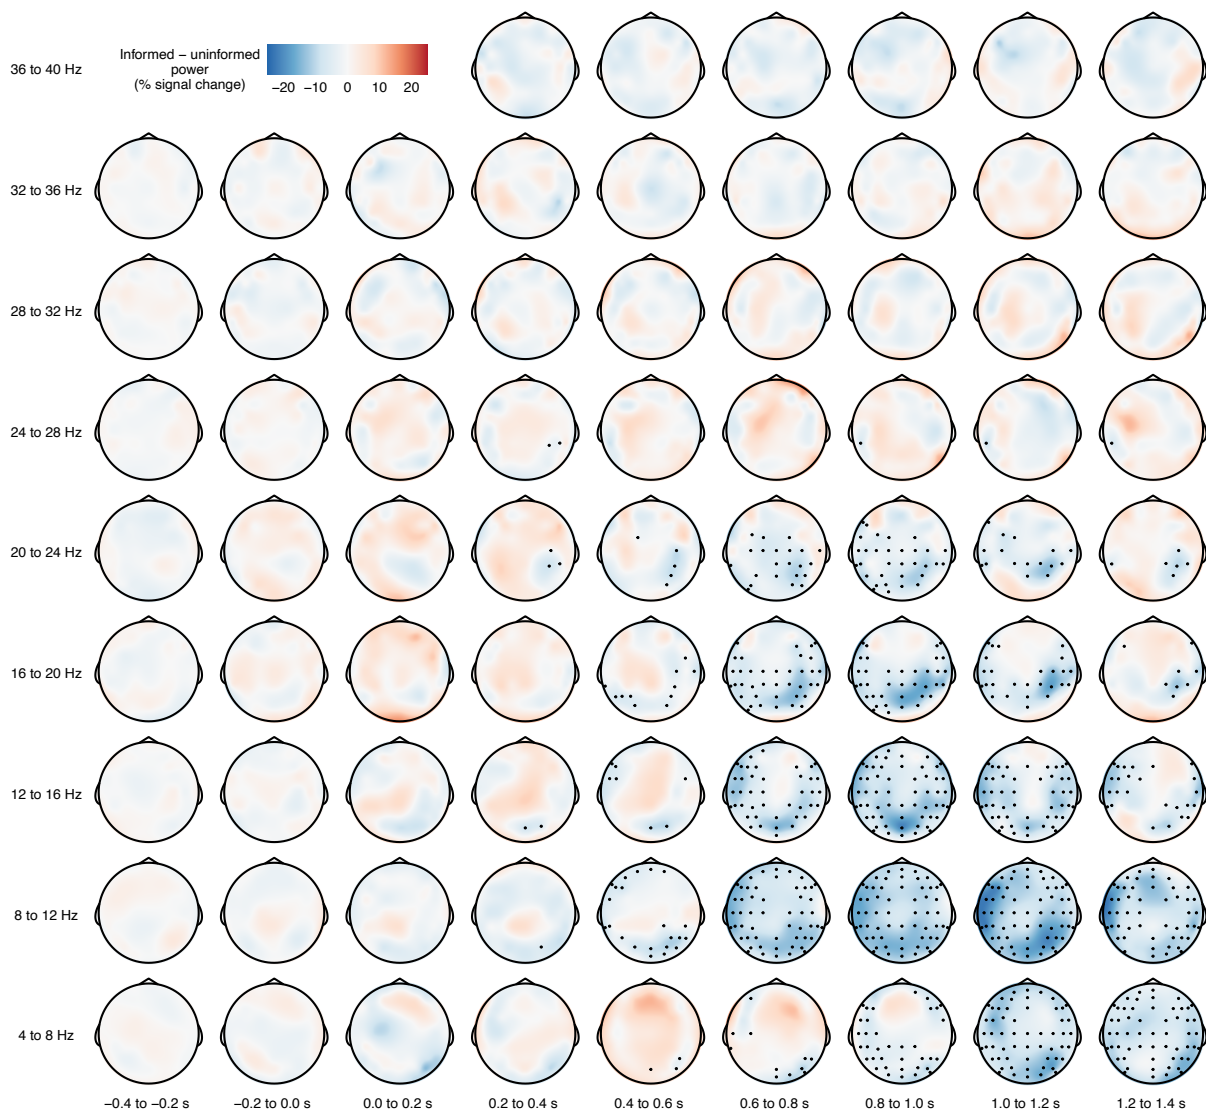 Informed − uninformed
power
(% signal change)
−20 −10 0 10 20
36 to 40 Hz
32 to 36 Hz
28 to 32 Hz
24 to 28 Hz
20 to 24 Hz
16 to 20 Hz
12 to 16 Hz
8 to 12 Hz
4 to 8 Hz
−0.4 to −0.2 s −0.2 to 0.0 s 0.0 to 0.2 s 0.2 to 0.4 s 0.4 to 0.6 s 0.6 to 0.8 s 0.8 to 1.0 s 1.0 to 1.2 s 1.2 to 1.4 s